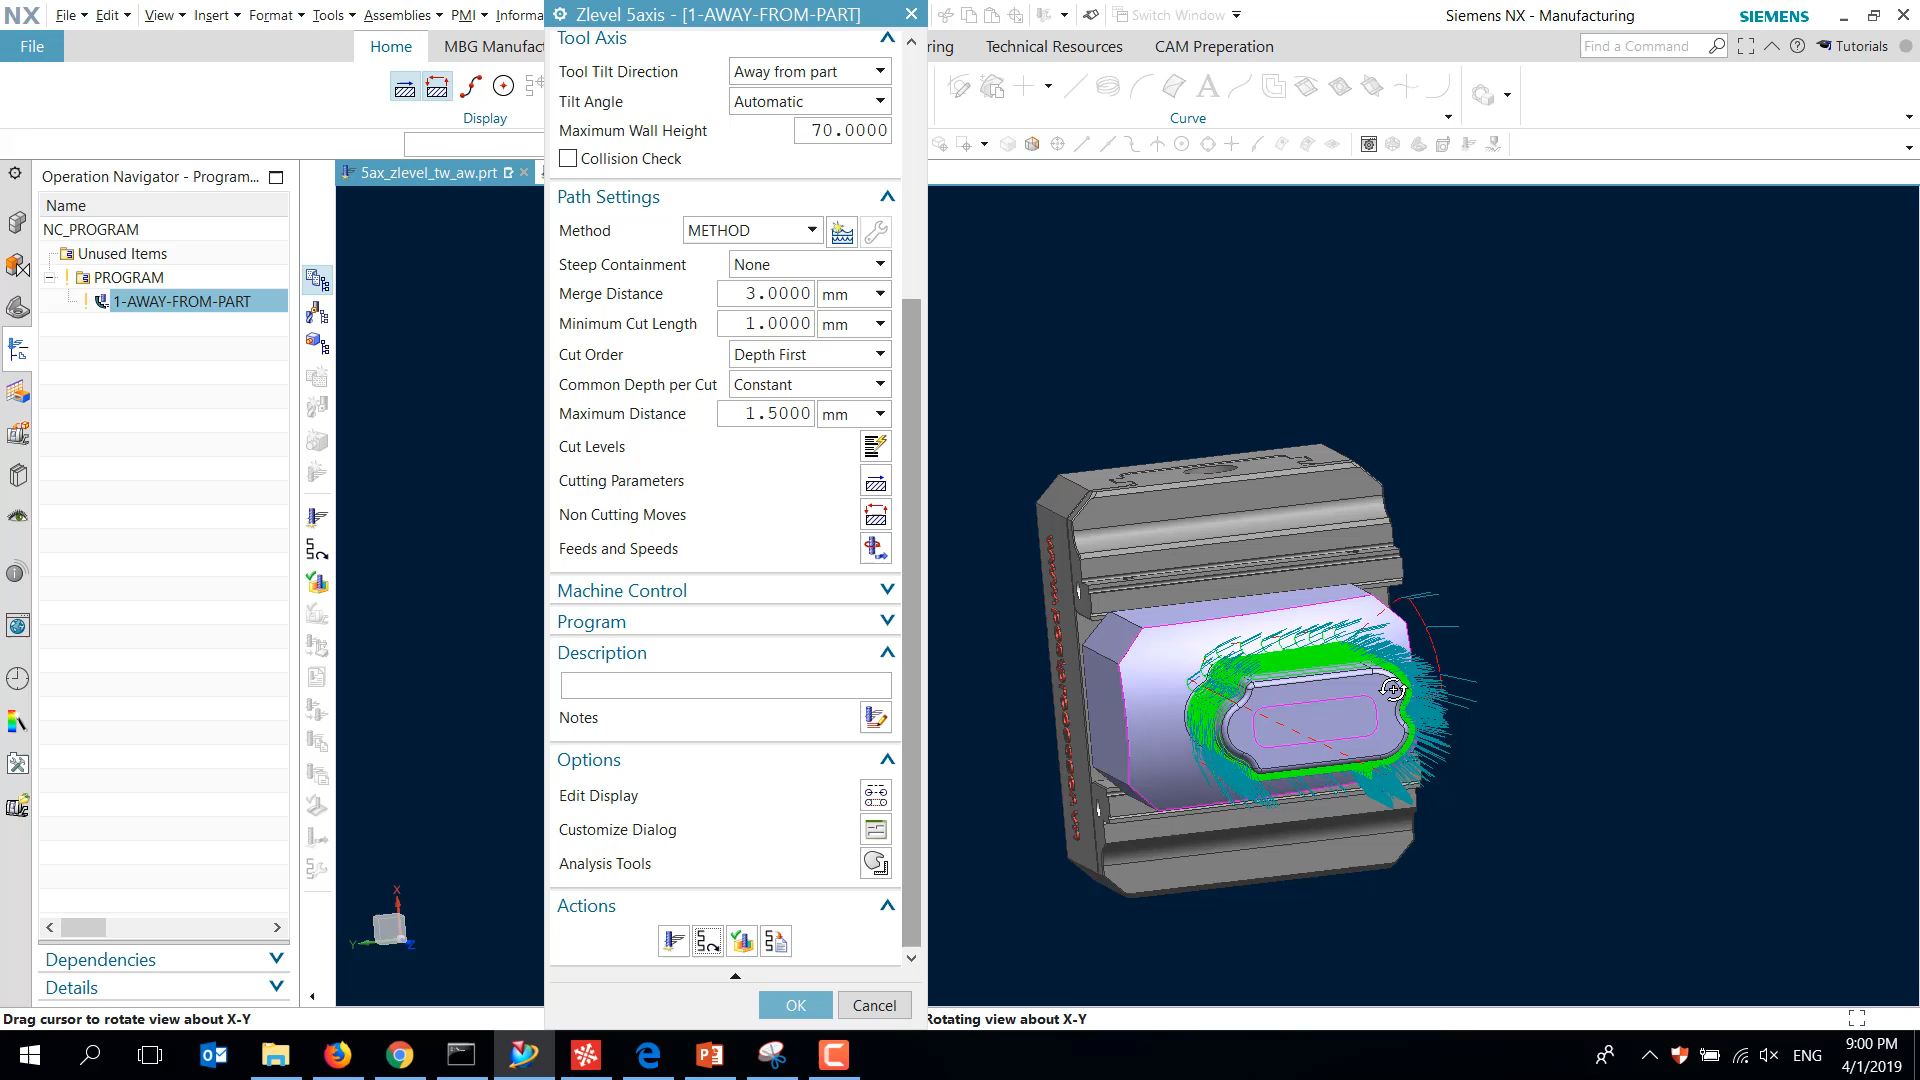 NX File Edit View Insert Format Tools Assemblies PMI Informa
Zlevel 5axis - [1-AWAY-FROM-PART]
Switch Window
Siemens NX - Manufacturing
SIEMENS
File
Home
MBG Manufact
ring
Technical Resources
CAM Preperation
Find a Command
Tutorials
Display
Curve
Operation Navigator - Program...
Name
NC_PROGRAM
Unused Items
PROGRAM
1-AWAY-FROM-PART
Dependencies
Details
5ax_zlevel_tw_aw.prt
Tool Axis
Tool Tilt Direction Away from part
Tilt Angle Automatic
Maximum Wall Height 70.0000
Collision Check
Path Settings
Method METHOD
Steep Containment None
Merge Distance 3.0000 mm
Minimum Cut Length 1.0000 mm
Cut Order Depth First
Common Depth per Cut Constant
Maximum Distance 1.5000 mm
Cut Levels
Cutting Parameters
Non Cutting Moves
Feeds and Speeds
Machine Control
Program
Description
Notes
Options
Edit Display
Customize Dialog
Analysis Tools
Actions
OK Cancel
X
Y
Z
Drag cursor to rotate view about X-Y
Rotating view about X-Y
ENG
9:00 PM
4/1/2019